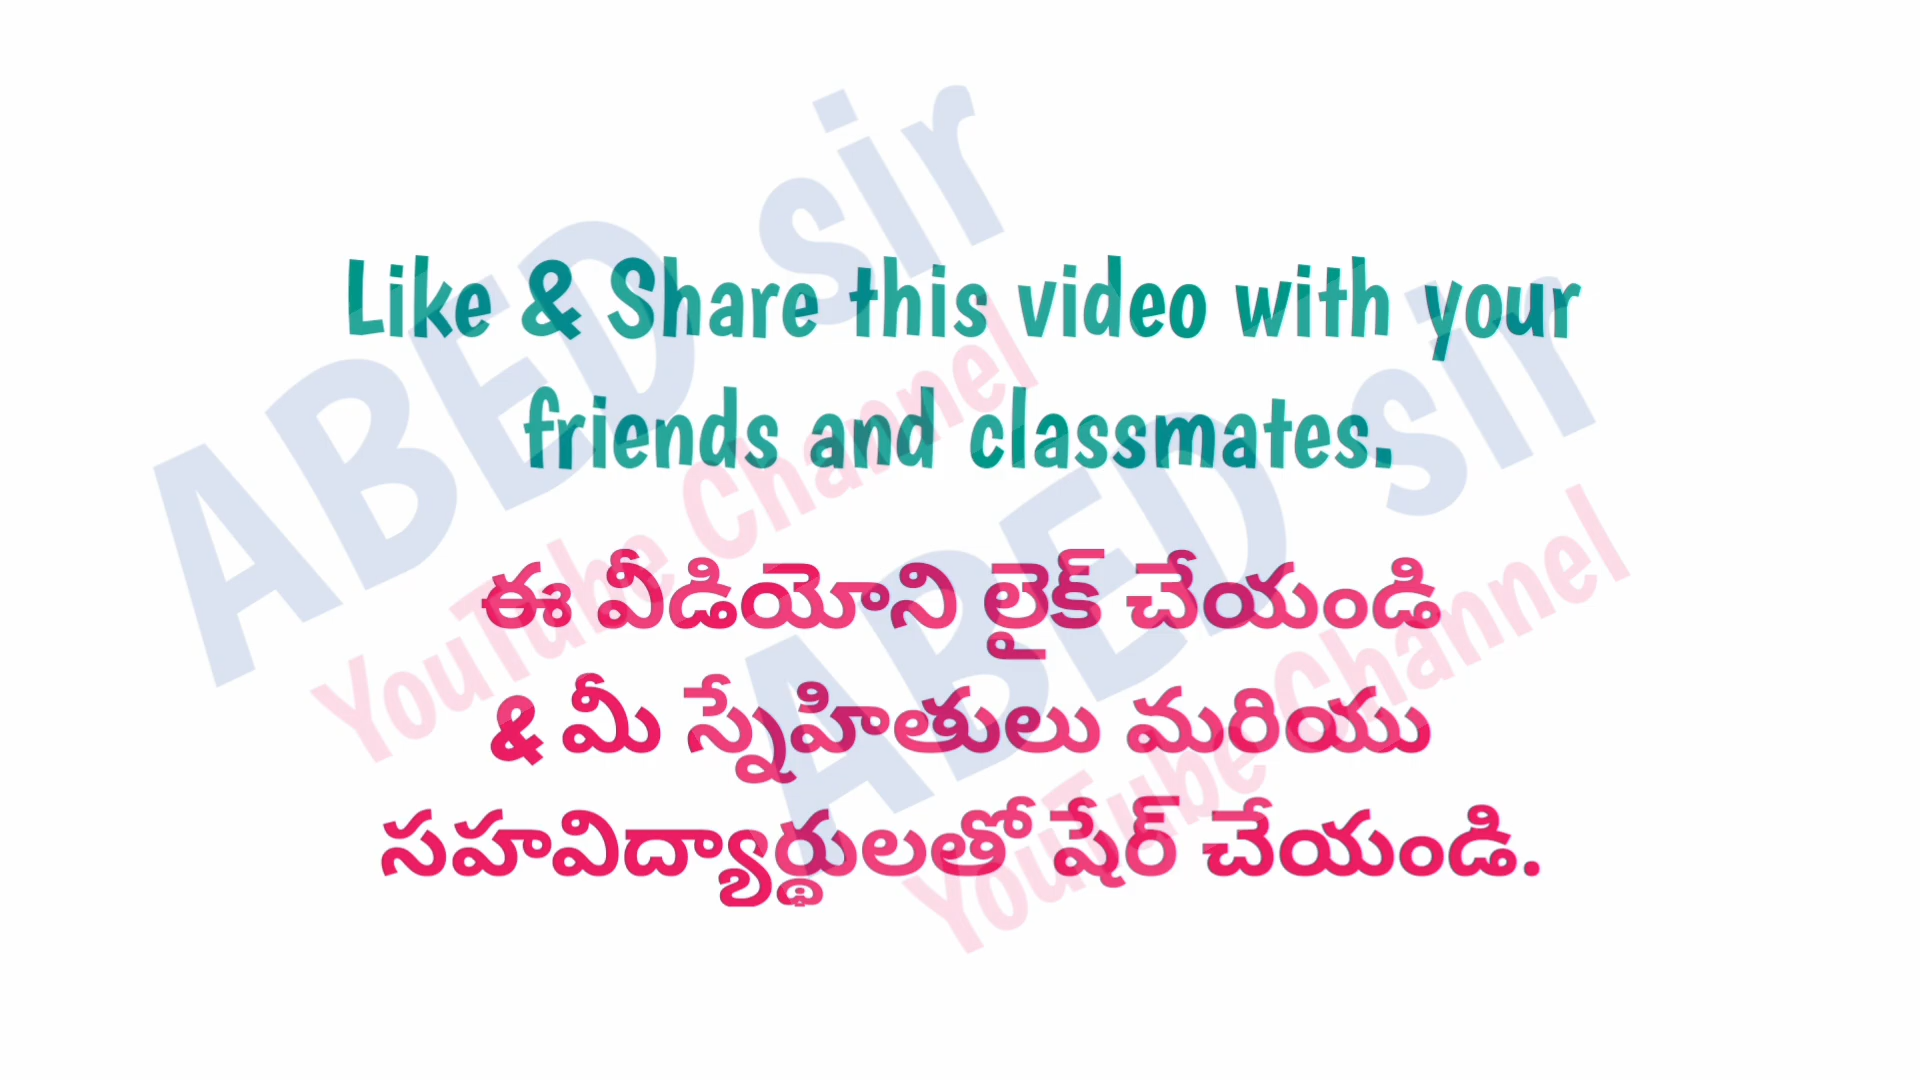 Like & Share this video with your
friends and classmates.
ఈ వీడియోని లైక్ చేయండి
& మీ స్నేహితులు మరియు
సహవిద్యార్థులతో షేర్ చేయండి.
ABED sir
YouTube Channel
ABED sir
YouTube Channel